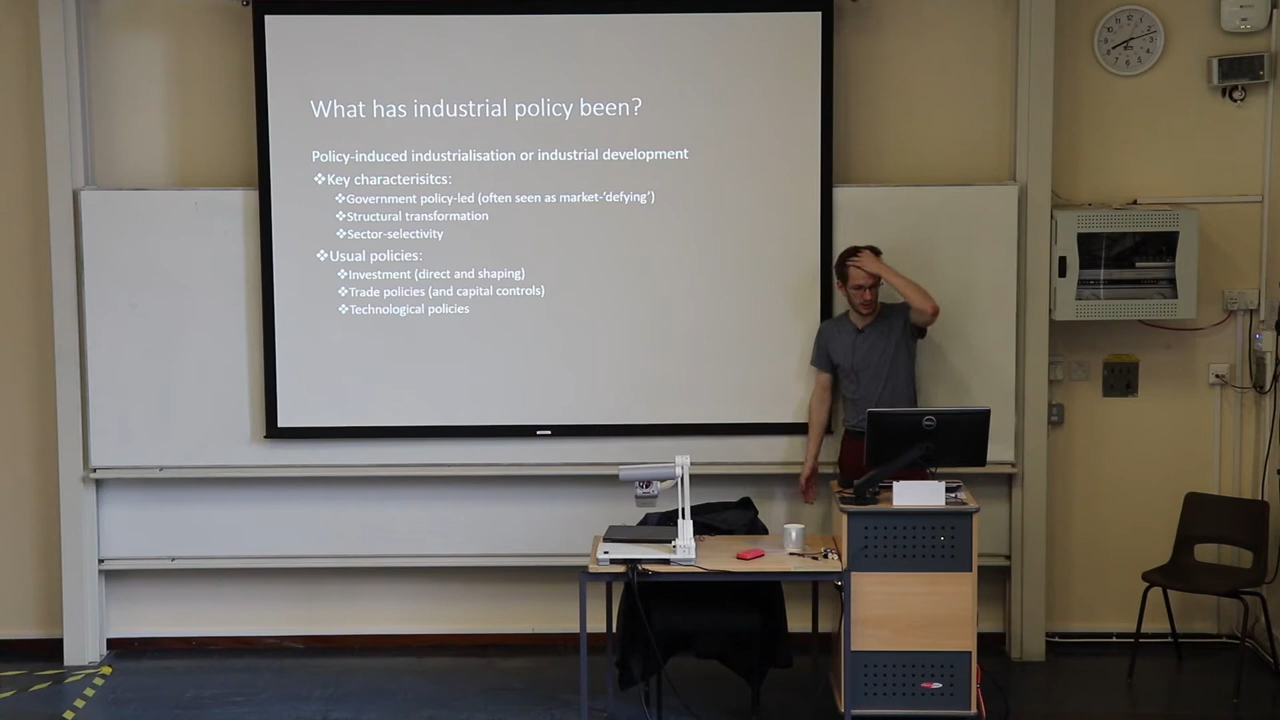 What has industrial policy been?
Policy-induced industrialisation or industrial development
❖Key characterisitcs:
❖Government policy-led (often seen as market-'defying')
❖Structural transformation
❖Sector-selectivity
❖Usual policies:
❖Investment (direct and shaping)
❖Trade policies (and capital controls)
❖Technological policies
DELL